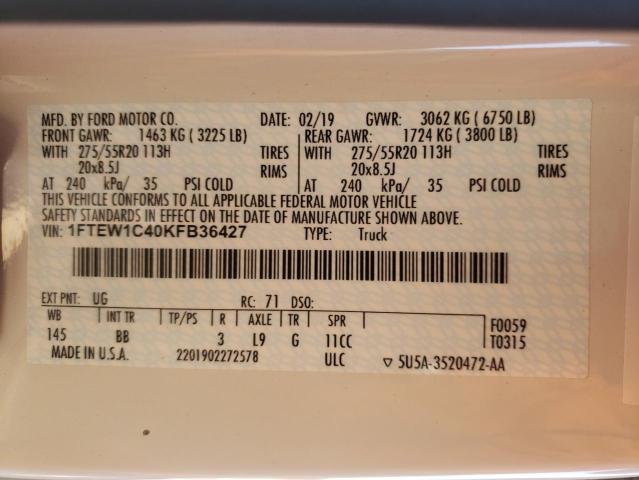 MFD. BY FORD MOTOR CO. DATE: 02/19 GVWR: 3062 KG ( 6750 LB)
FRONT GAWR: 1463 KG ( 3225 LB) REAR GAWR: 1724 KG ( 3800 LB)
WITH 275/55R20 113H TIRES WITH 275/55R20 113H TIRES
20x8.5J RIMS 20x8.5J RIMS
AT 240 kPa/ 35 PSI COLD AT 240 kPa/ 35 PSI COLD
THIS VEHICLE CONFORMS TO ALL APPLICABLE FEDERAL MOTOR VEHICLE
SAFETY STANDARDS IN EFFECT ON THE DATE OF MANUFACTURE SHOWN ABOVE.
VIN: 1FTEW1C40KFB36427 TYPE: Truck
EXT PNT: UG RC: 71 DSO:
WB INT TR TP/PS R AXLE TR SPR F0059
145 BB 3 L9 G 11CC T0315
MADE IN U.S.A. 2201902272578 ULC ▽ 5U5A-3520472-AA